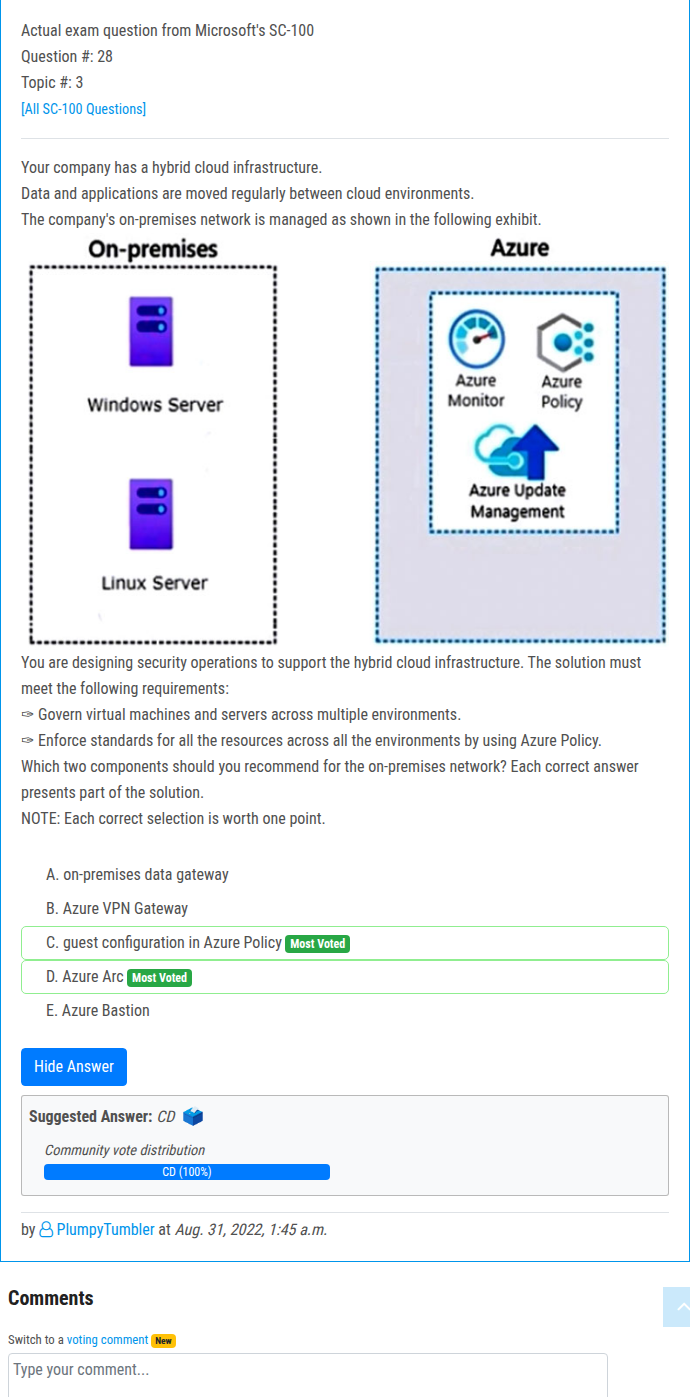 Actual exam question from Microsoft's SC-100
Question #: 28
Topic #: 3
[All SC-100 Questions]
Your company has a hybrid cloud infrastructure.
Data and applications are moved regularly between cloud environments.
The company's on-premises network is managed as shown in the following exhibit.
On-premises
Azure
Windows Server
Linux Server
Azure
Monitor
Azure
Policy
Azure Update
Management
You are designing security operations to support the hybrid cloud infrastructure. The solution must
meet the following requirements:
✑ Govern virtual machines and servers across multiple environments.
✑ Enforce standards for all the resources across all the environments by using Azure Policy.
Which two components should you recommend for the on-premises network? Each correct answer
presents part of the solution.
NOTE: Each correct selection is worth one point.
A. on-premises data gateway
B. Azure VPN Gateway
C. guest configuration in Azure Policy Most Voted
D. Azure Arc Most Voted
E. Azure Bastion
Hide Answer
Suggested Answer: CD
Community vote distribution
CD (100%)
by PlumpyTumbler at Aug. 31, 2022, 1:45 a.m.
Comments
Switch to a voting comment New
Type your comment...